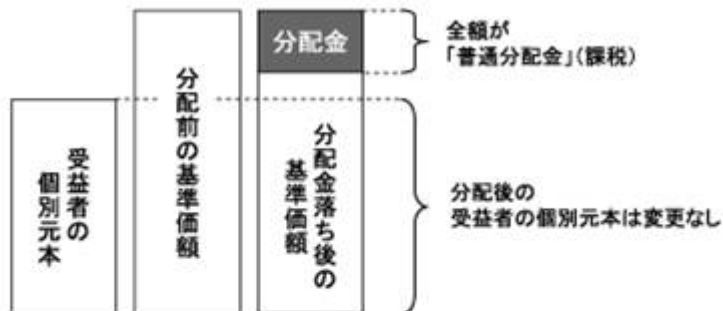 受益者の
個別元本
分配前の基準価額
分配金
分配金落ち後の
基準価額
全額が
「普通分配金」(課税)
分配後の
受益者の個別元本は変更なし